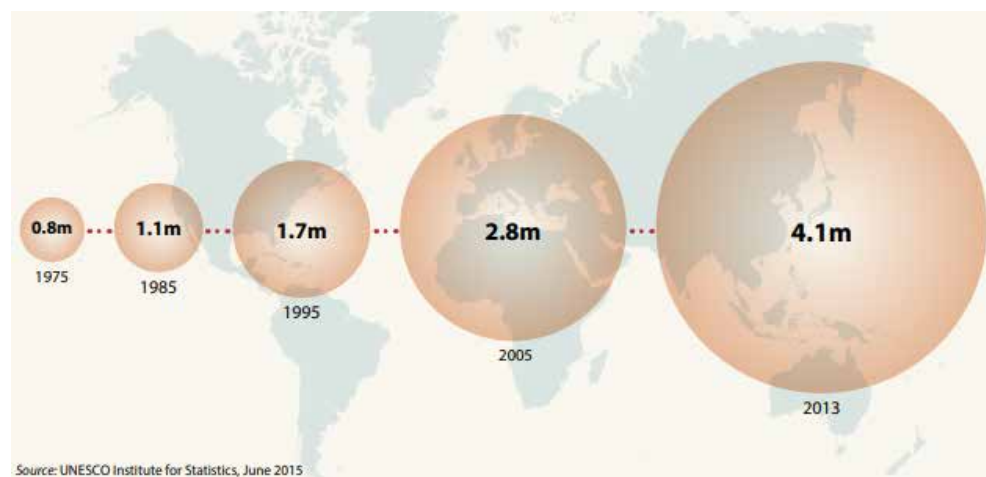 0.8m
1975
1.1m
1985
1.7m
1995
2.8m
2005
4.1m
2013
Source: UNESCO Institute for Statistics, June 2015